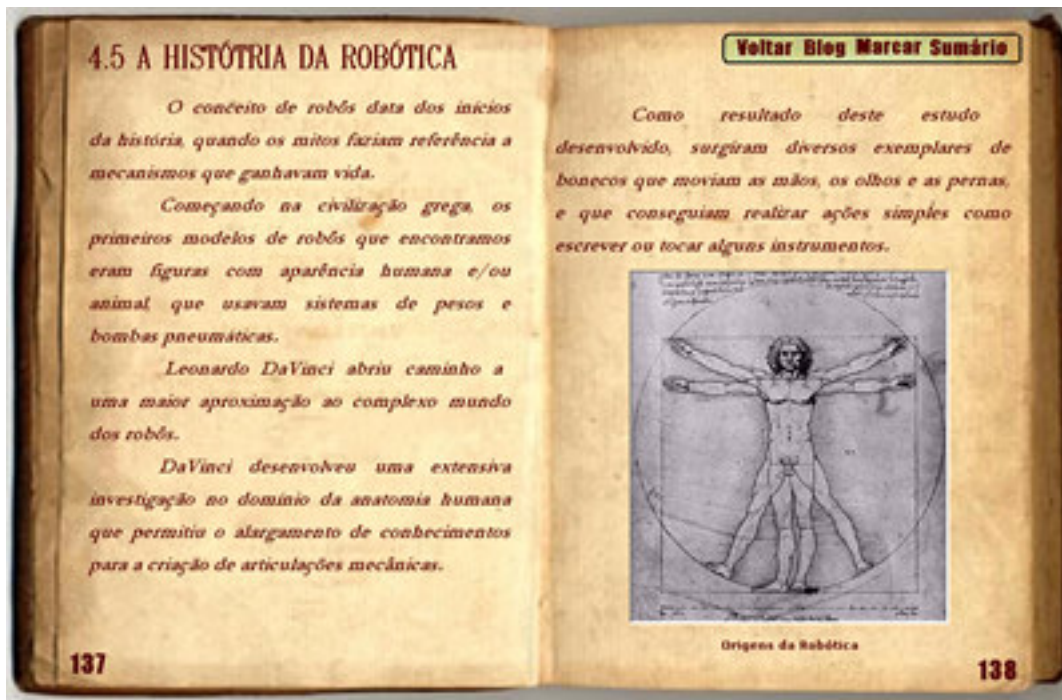 4.5 A HISTÓTRIA DA ROBÓTICA
O conceito de robôs data dos inícios
da história, quando os mitos faziam referência a
mecanismos que ganhavam vida.
Começando na civilização grega, os
primeiros modelos de robôs que encontramos
eram figuras com aparência humana e/ou
animal, que usavam sistemas de pesos e
bombas pneumáticas.
Leonardo DaVinci abriu caminho a
uma maior aproximação ao complexo mundo
dos robôs.
DaVinci desenvolveu uma extensiva
investigação no domínio da anatomia humana
que permitiu o alargamento de conhecimentos
para a criação de articulações mecânicas.
137
Voltar Blog Marcar Sumário
Como resultado deste estudo
desenvolvido, surgiram diversos exemplares de
bonecos que moviam as mãos, os olhos e as pernas,
e que conseguiam realizar ações simples como
escrever ou tocar alguns instrumentos.
Origens da Robótica
138